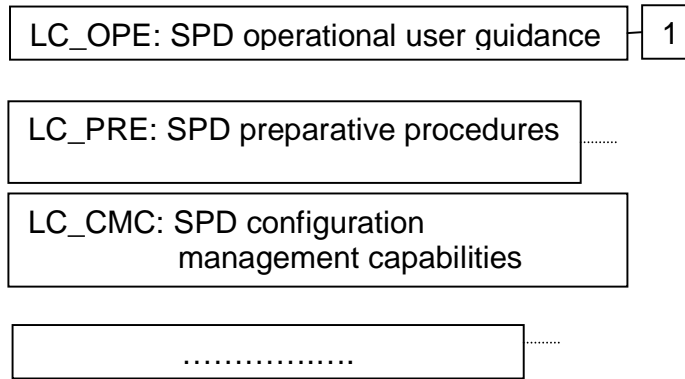 LC_OPE: SPD operational user guidance 1
LC_PRE: SPD preparative procedures
..........
LC_CMC: SPD configuration
management capabilities
..........
................